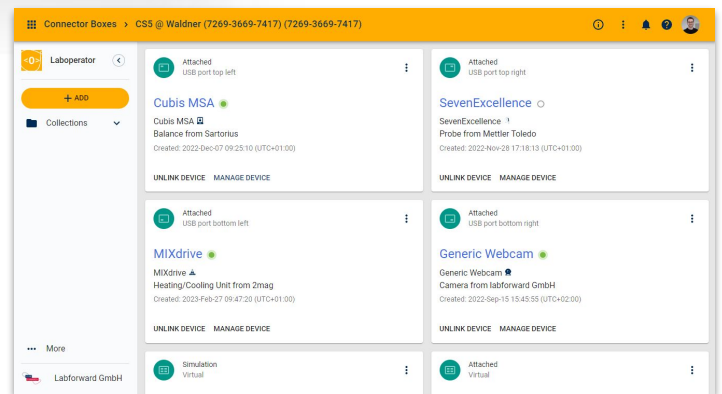 Connector Boxes > CS5 @ Waldner (7269-3669-7417) (7269-3669-7417)
Laboperator
+ ADD
Collections
Attached
USB port top left
Cubis MSA
Cubis MSA
Balance from Sartorius
Created: 2022-Dec-07 09:25:10 (UTC+01:00)
UNLINK DEVICE MANAGE DEVICE
Attached
USB port top right
SevenExcellence
SevenExcellence
Probe from Mettler Toledo
Created: 2022-Nov-28 17:18:13 (UTC+01:00)
UNLINK DEVICE MANAGE DEVICE
Attached
USB port bottom left
MIXdrive
MIXdrive
Heating/Cooling Unit from 2mag
Created: 2023-Feb-27 09:47:20 (UTC+01:00)
UNLINK DEVICE MANAGE DEVICE
Attached
USB port bottom right
Generic Webcam
Generic Webcam
Camera from labforward GmbH
Created: 2022-Sep-15 15:45:55 (UTC+02:00)
UNLINK DEVICE MANAGE DEVICE
Simulation
Virtual
Attached
Virtual
More
Labforward GmbH